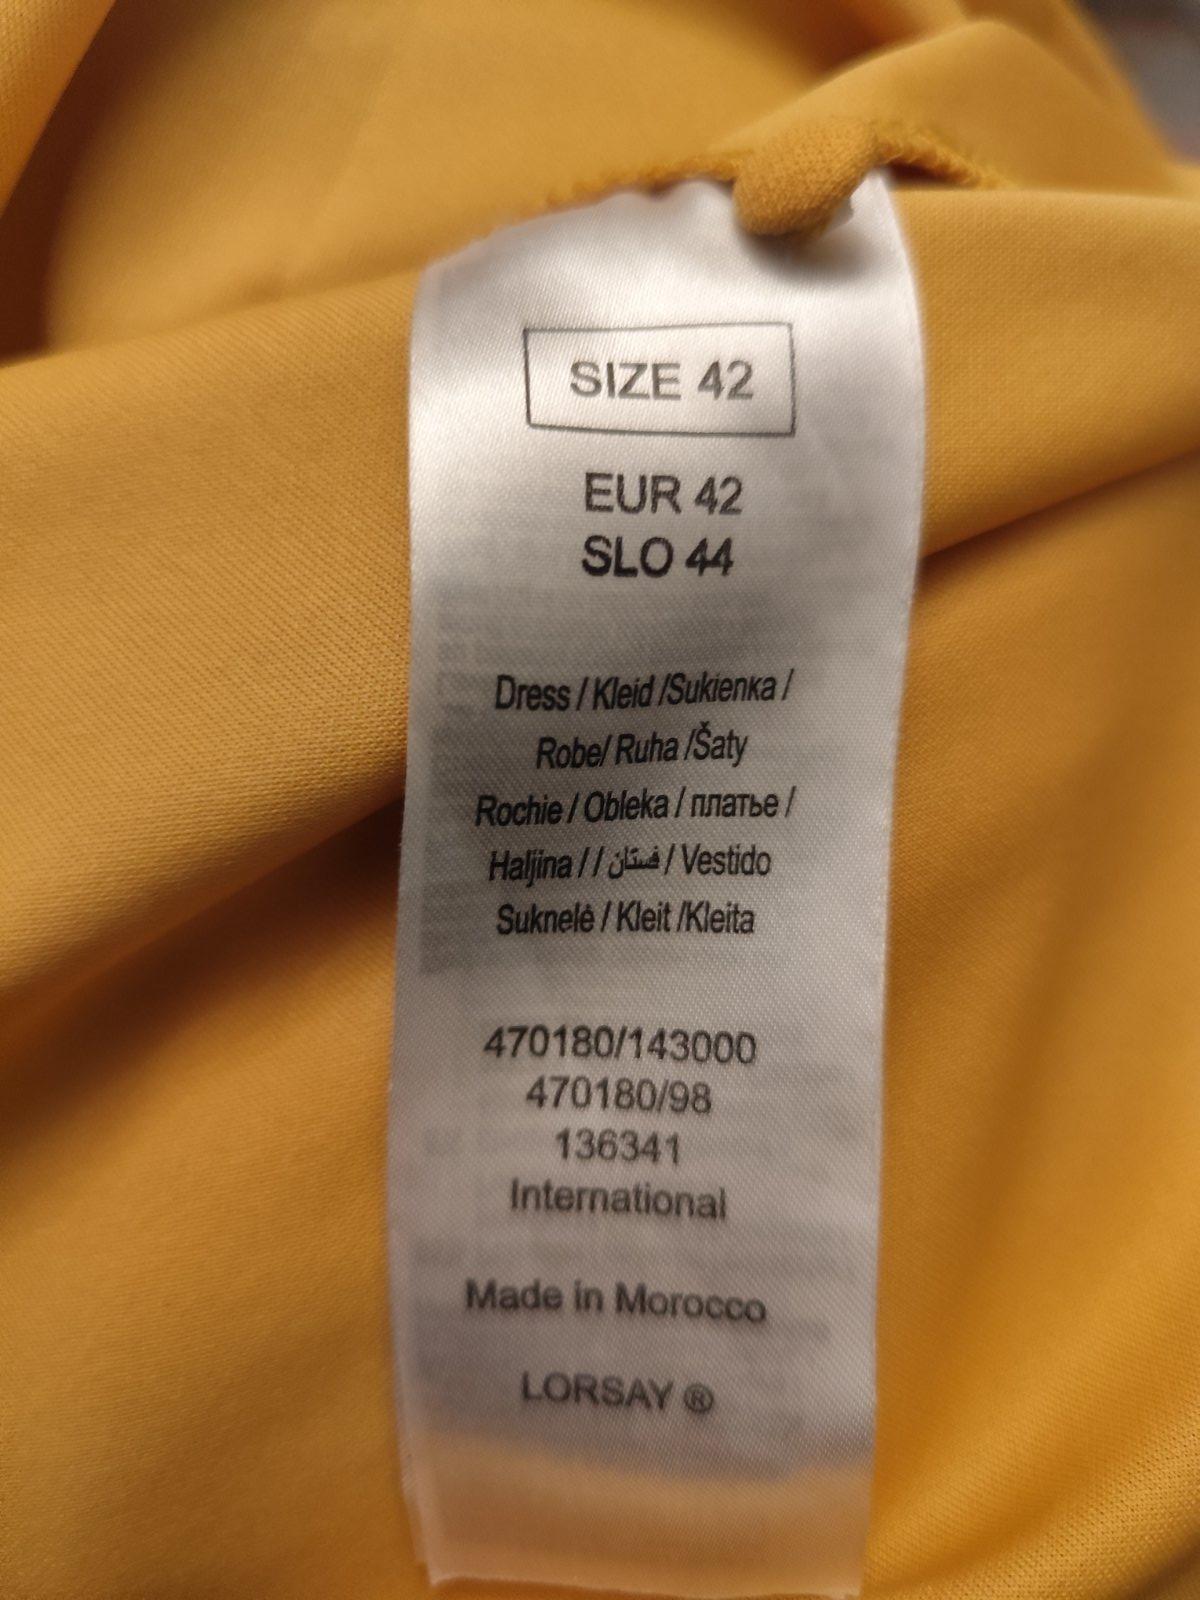 SIZE 42
EUR 42
SLO 44
Dress / Kleid /Sukienка /
Robe/ Ruha /Šaty
Rochie / Obleka / платье /
Haljina / / فستان / Vestido
Suknelė / Kleit /Kleita
470180/143000
470180/98
136341
International
Made in Morocco
LORSAY ®